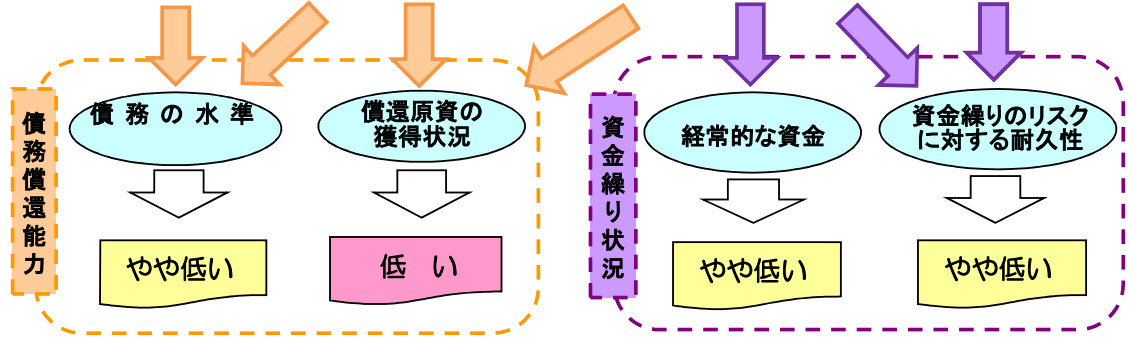 債務償還能力
債務の水準
償還原資の
獲得状況
やや低い
低い
資金繰り状況
経常的な資金
資金繰りのリスク
に対する耐久性
やや低い
やや低い